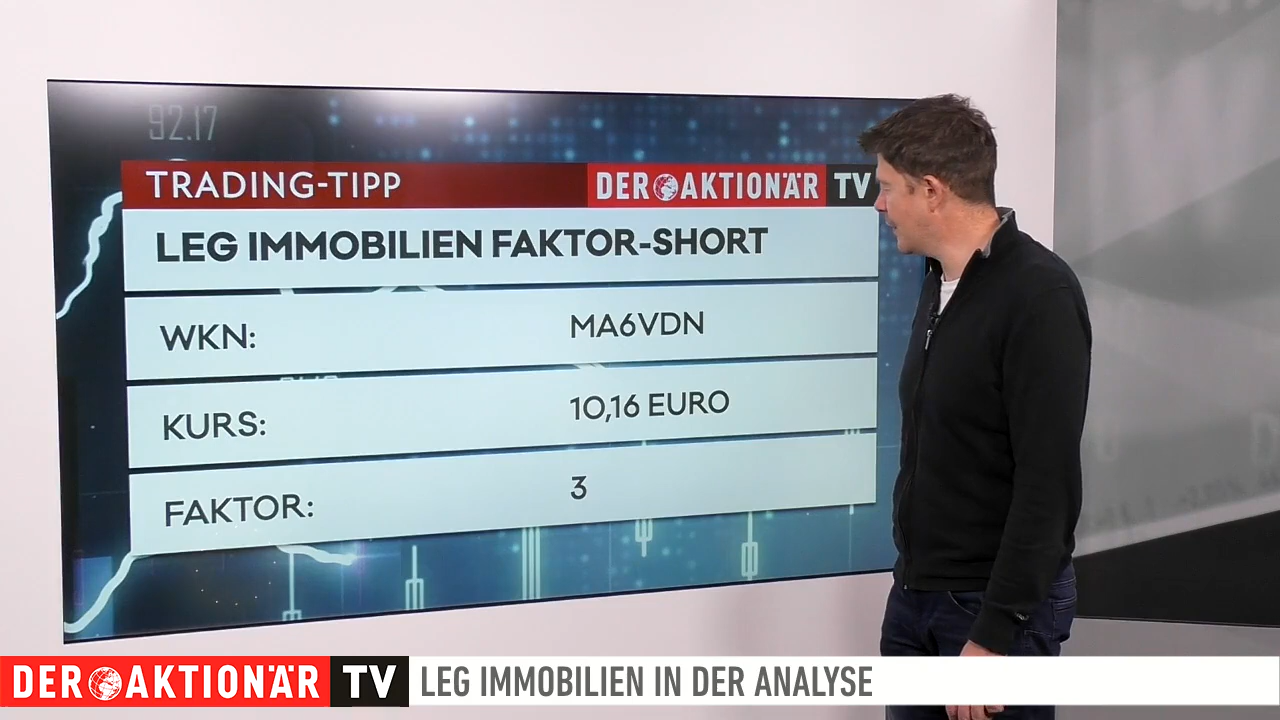 92.17
TRADING-TIPP
DER AKTIONÄR TV
LEG IMMOBILIEN FAKTOR-SHORT
WKN: MA6VDN
KURS: 10,16 EURO
FAKTOR: 3
DER AKTIONÄR TV
LEG IMMOBILIEN IN DER ANALYSE